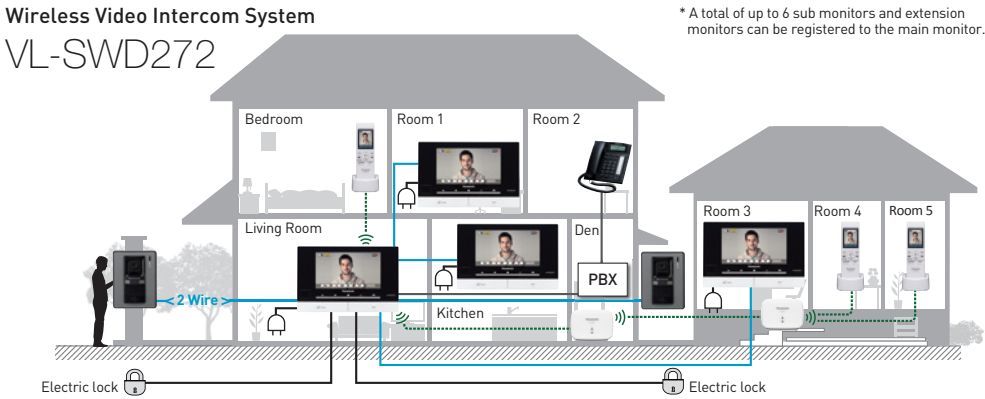 Wireless Video Intercom System
VL-SWD272
* A total of up to 6 sub monitors and extension
monitors can be registered to the main monitor.
Bedroom
Room 1
Room 2
Living Room
Den
Room 3
Room 4
Room 5
PBX
< 2 Wire >
Kitchen
Electric lock
Electric lock